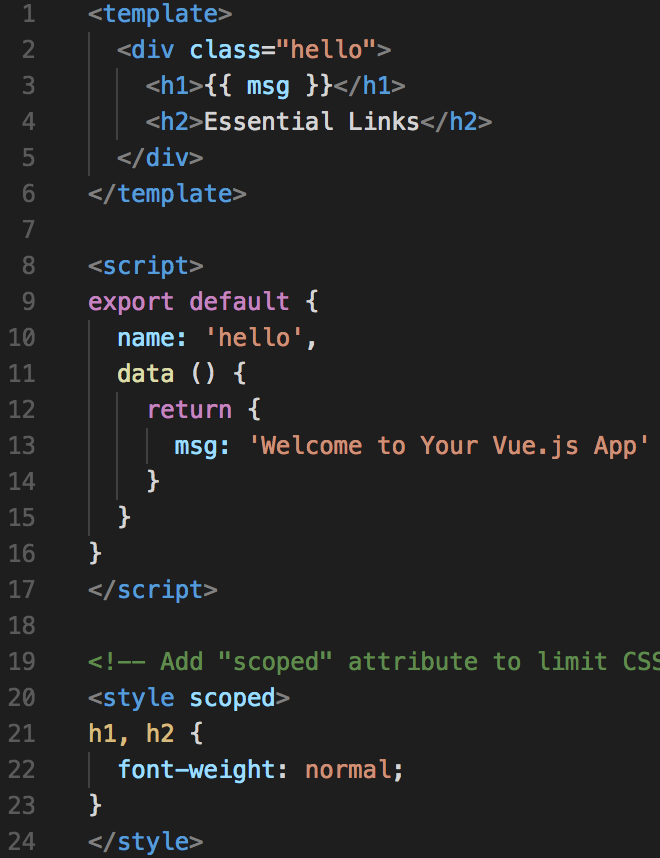 1 <template>
2   <div class="hello">
3     <h1>{{ msg }}</h1>
4     <h2>Essential Links</h2>
5   </div>
6 </template>
7
8 <script>
9 export default {
10   name: 'hello',
11   data () {
12     return {
13       msg: 'Welcome to Your Vue.js App'
14     }
15   }
16 }
17 </script>
18
19 <!-- Add "scoped" attribute to limit CSS
20 <style scoped>
21 h1, h2 {
22   font-weight: normal;
23 }
24 </style>